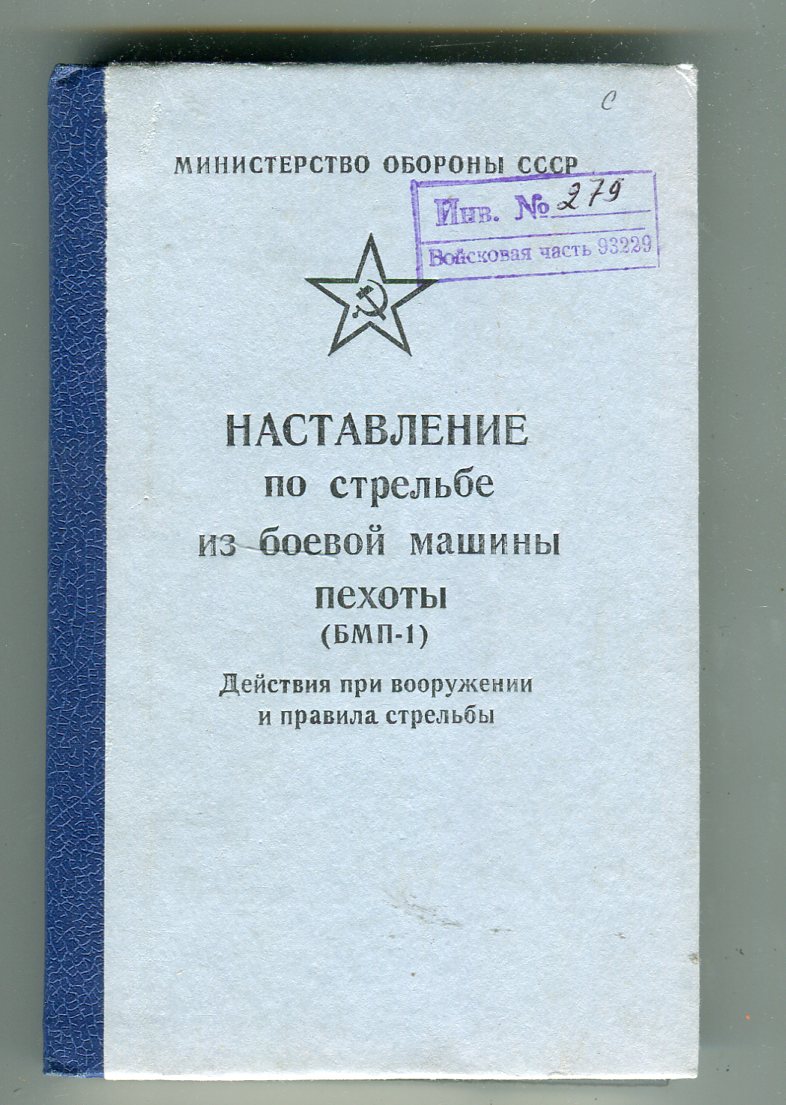 с
МИНИСТЕРСТВО ОБОРОНЫ СССР
Инв. № 279
Войсковая часть 93229
НАСТАВЛЕНИЕ
по стрельбе
из боевой машины
пехоты
(БМП-1)
Действия при вооружении
и правила стрельбы